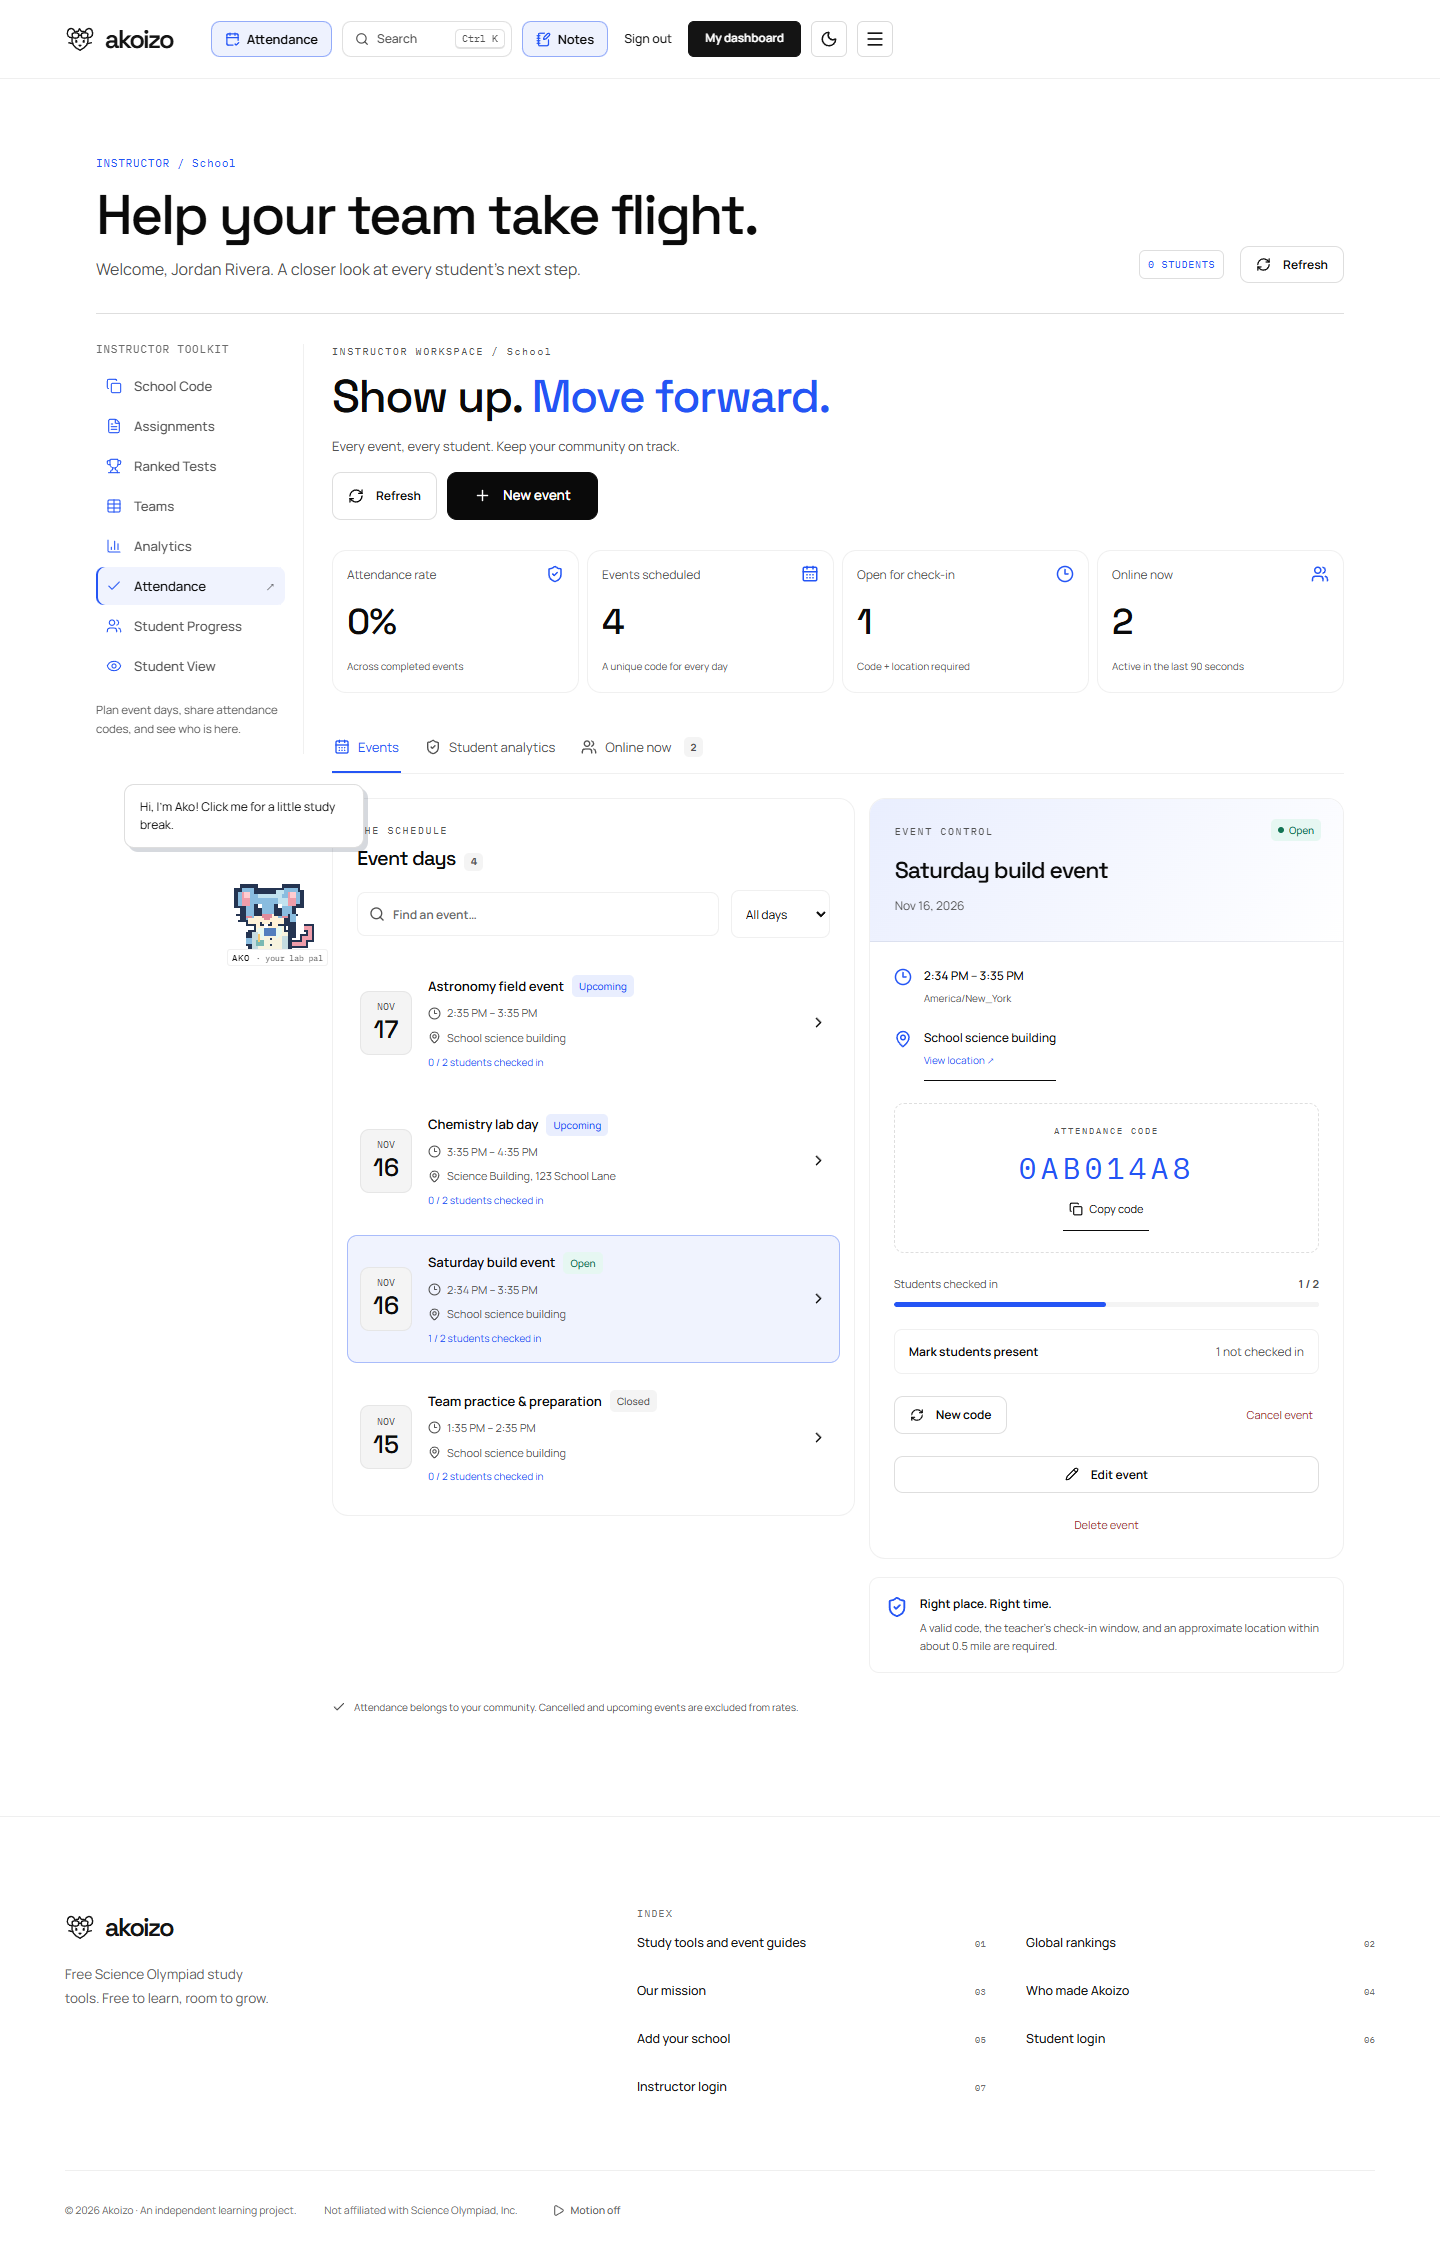 akoizo
Attendance
Search
Ctrl K
Notes
Sign out
My dashboard
INSTRUCTOR / School
Help your team take flight.
Welcome, Jordan Rivera. A closer look at every student's next step.
0 STUDENTS
Refresh
INSTRUCTOR TOOLKIT
School Code
Assignments
Ranked Tests
Teams
Analytics
Attendance
Student Progress
Student View
Plan event days, share attendance
codes, and see who is here.
INSTRUCTOR WORKSPACE / School
Show up. Move forward.
Every event, every student. Keep your community on track.
Refresh
New event
Attendance rate
0%
Across completed events
Events scheduled
4
A unique code for every day
Open for check-in
1
Code + location required
Online now
2
Active in the last 90 seconds
Events
Student analytics
Online now
2
Hi, I'm Ako! Click me for a little study
break.
AKO · your lab pal
HE SCHEDULE
Event days
4
Find an event...
All days
NOV
17
Astronomy field event
Upcoming
2:35 PM – 3:35 PM
School science building
0 / 2 students checked in
NOV
16
Chemistry lab day
Upcoming
3:35 PM – 4:35 PM
Science Building, 123 School Lane
0 / 2 students checked in
NOV
16
Saturday build event
Open
2:34 PM – 3:35 PM
School science building
1 / 2 students checked in
NOV
15
Team practice & preparation
Closed
1:35 PM – 2:35 PM
School science building
0 / 2 students checked in
EVENT CONTROL
Open
Saturday build event
Nov 16, 2026
2:34 PM – 3:35 PM
America/New_York
School science building
View location ↗
ATTENDANCE CODE
0AB014A8
Copy code
Students checked in
1 / 2
Mark students present
1 not checked in
New code
Cancel event
Edit event
Delete event
Right place. Right time.
A valid code, the teacher's check-in window, and an approximate location within
about 0.5 mile are required.
Attendance belongs to your community. Cancelled and upcoming events are excluded from rates.
akoizo
Free Science Olympiad study
tools. Free to learn, room to grow.
INDEX
Study tools and event guides
01
Global rankings
02
Our mission
03
Who made Akoizo
04
Add your school
05
Student login
06
Instructor login
07
© 2026 Akoizo · An independent learning project.
Not affiliated with Science Olympiad, Inc.
Motion off